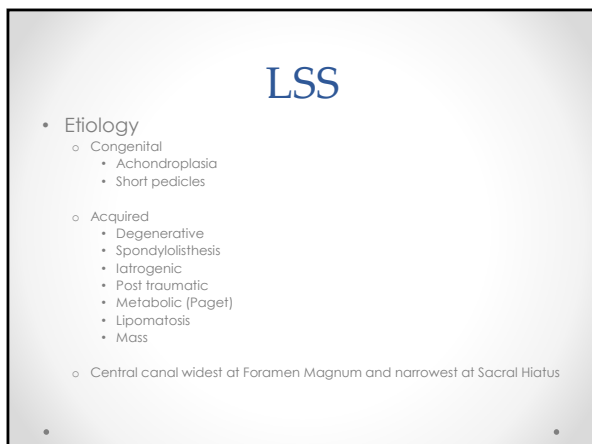 LSS
• Etiology
o Congenital
• Achondroplasia
• Short pedicles
o Acquired
• Degenerative
• Spondylolisthesis
• Iatrogenic
• Post traumatic
• Metabolic (Paget)
• Lipomatosis
• Mass
o Central canal widest at Foramen Magnum and narrowest at Sacral Hiatus